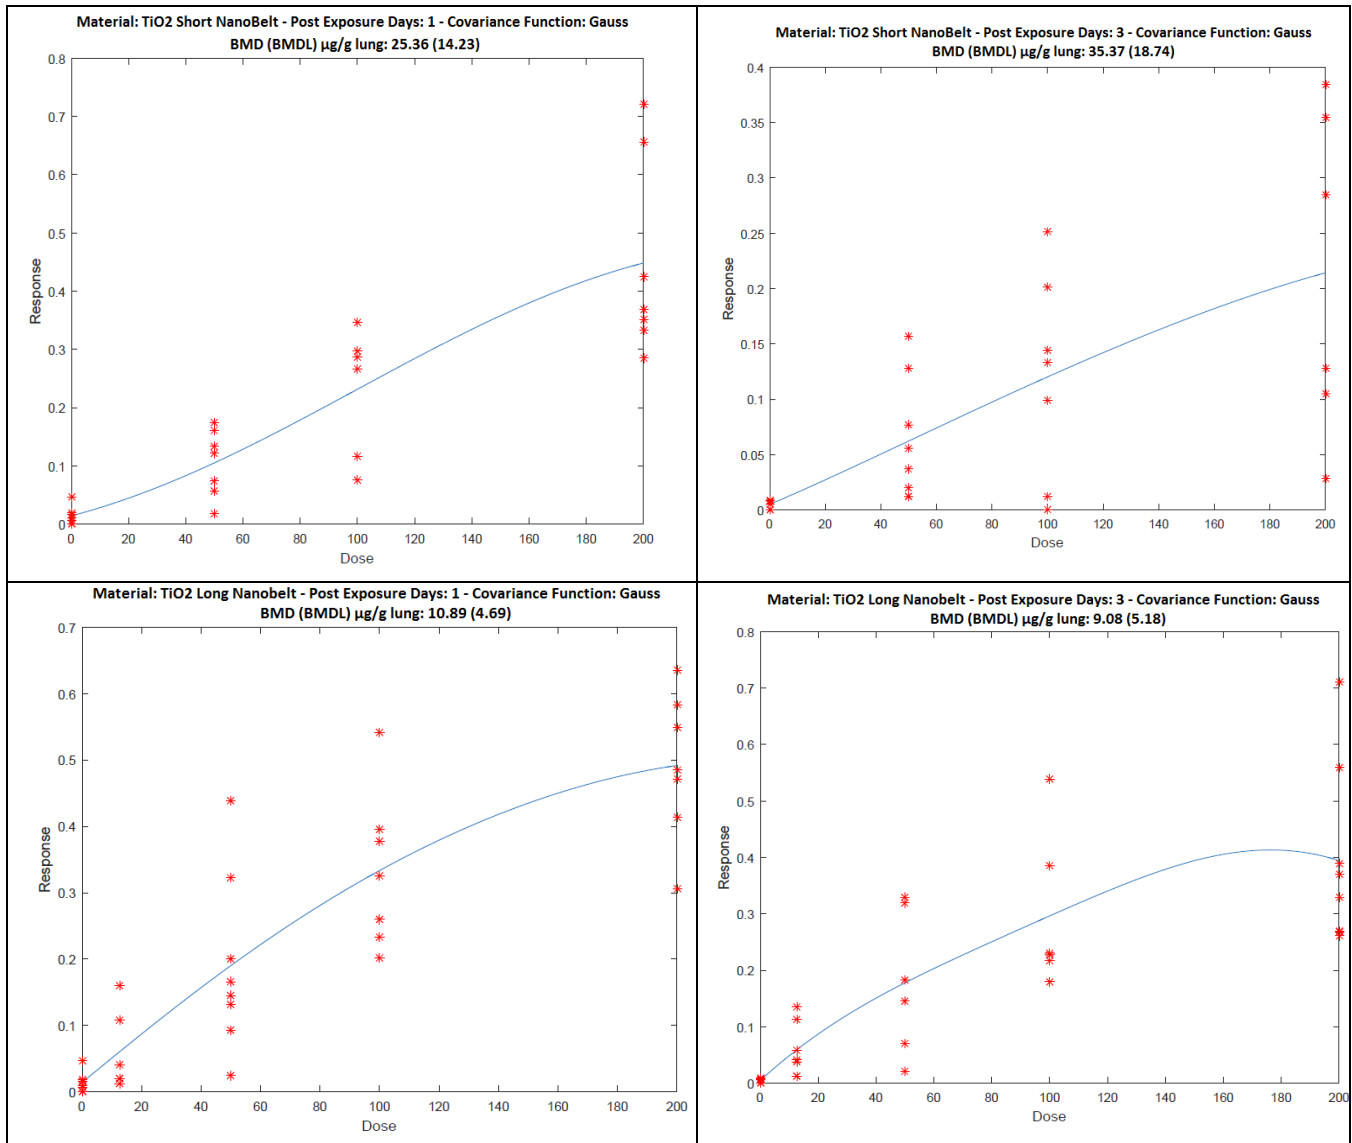 Material: TiO2 Short NanoBelt - Post Exposure Days: 1 - Covariance Function: Gauss
BMD (BMDL) µg/g lung: 25.36 (14.23)
0.8
0.7
0.6
0.5
0.4
0.3
0.2
0.1
0
Response
0 20 40 60 80 100 120 140 160 180 200
Dose
Material: TiO2 Short NanoBelt - Post Exposure Days: 3 - Covariance Function: Gauss
BMD (BMDL) µg/g lung: 35.37 (18.74)
0.4
0.35
0.3
0.25
0.2
0.15
0.1
0.05
0
Response
0 20 40 60 80 100 120 140 160 180 200
Dose
Material: TiO2 Long Nanobelt - Post Exposure Days: 1 - Covariance Function: Gauss
BMD (BMDL) µg/g lung: 10.89 (4.69)
0.7
0.6
0.5
0.4
0.3
0.2
0.1
0
Response
0 20 40 60 80 100 120 140 160 180 200
Dose
Material: TiO2 Long Nanobelt - Post Exposure Days: 3 - Covariance Function: Gauss
BMD (BMDL) µg/g lung: 9.08 (5.18)
0.8
0.7
0.6
0.5
0.4
0.3
0.2
0.1
0
Response
0 20 40 60 80 100 120 140 160 180 200
Dose